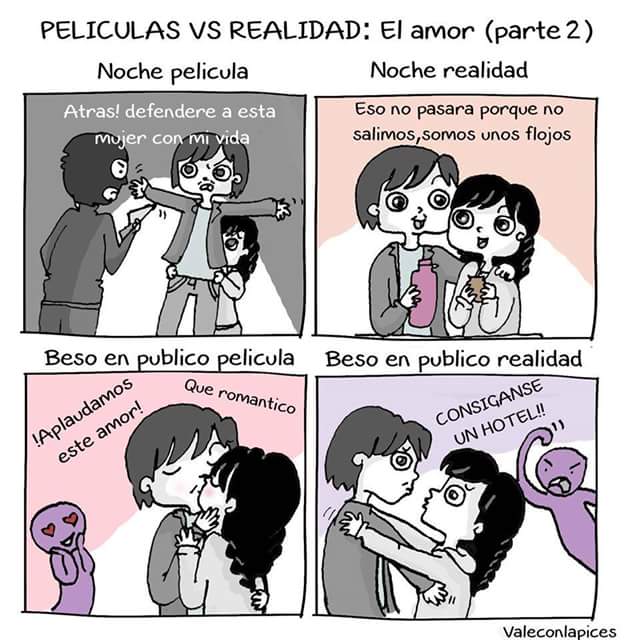 PELICULAS VS REALIDAD: El amor (parte 2)
Noche pelicula
Noche realidad
Atras! defendere a esta
mujer con mi vida
Eso no pasara porque no
salimos, somos unos flojos
Beso en publico pelicula
Beso en publico realidad
!Aplaudamos
este amor!
Que romantico
CONSIGANSE
UN HOTEL!!
Valeconlapices